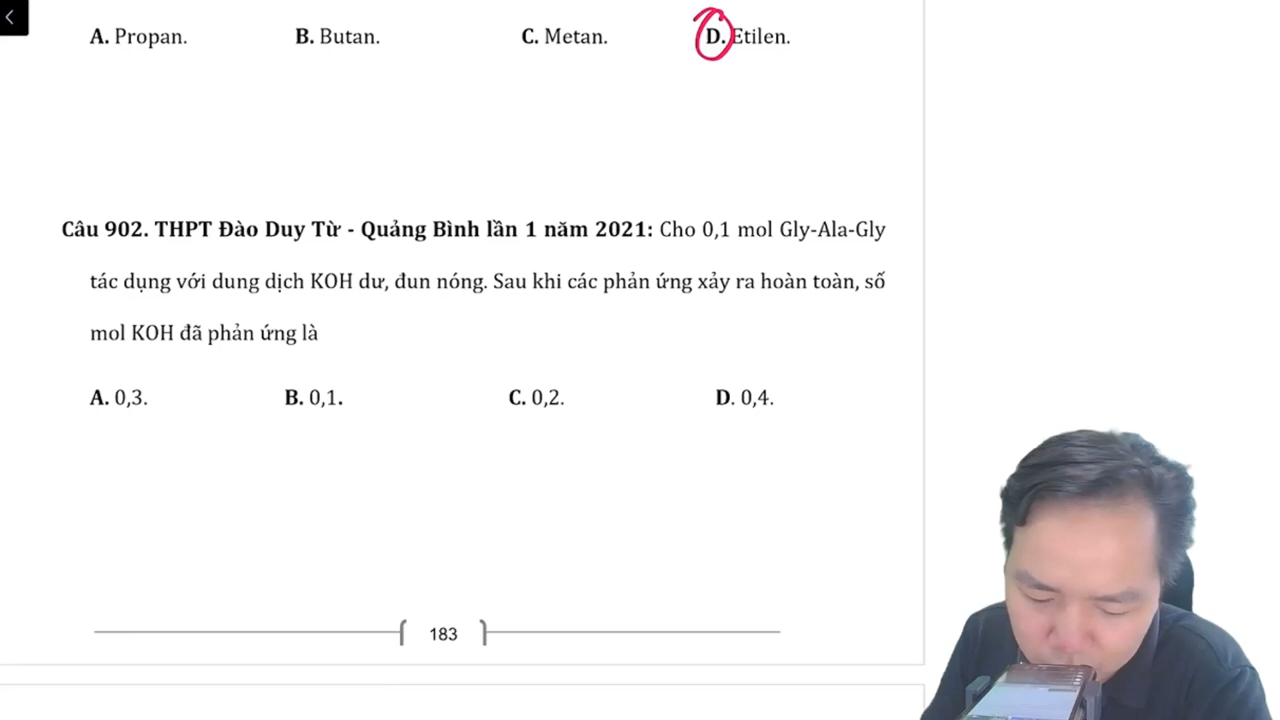 A. Propan. B. Butan. C. Metan. D. Etilen.
Câu 902. THPT Đào Duy Từ - Quảng Bình lần 1 năm 2021: Cho 0,1 mol Gly-Ala-Gly
tác dụng với dung dịch KOH dư, đun nóng. Sau khi các phản ứng xảy ra hoàn toàn, số
mol KOH đã phản ứng là
A. 0,3. B. 0,1. C. 0,2. D. 0,4.
183